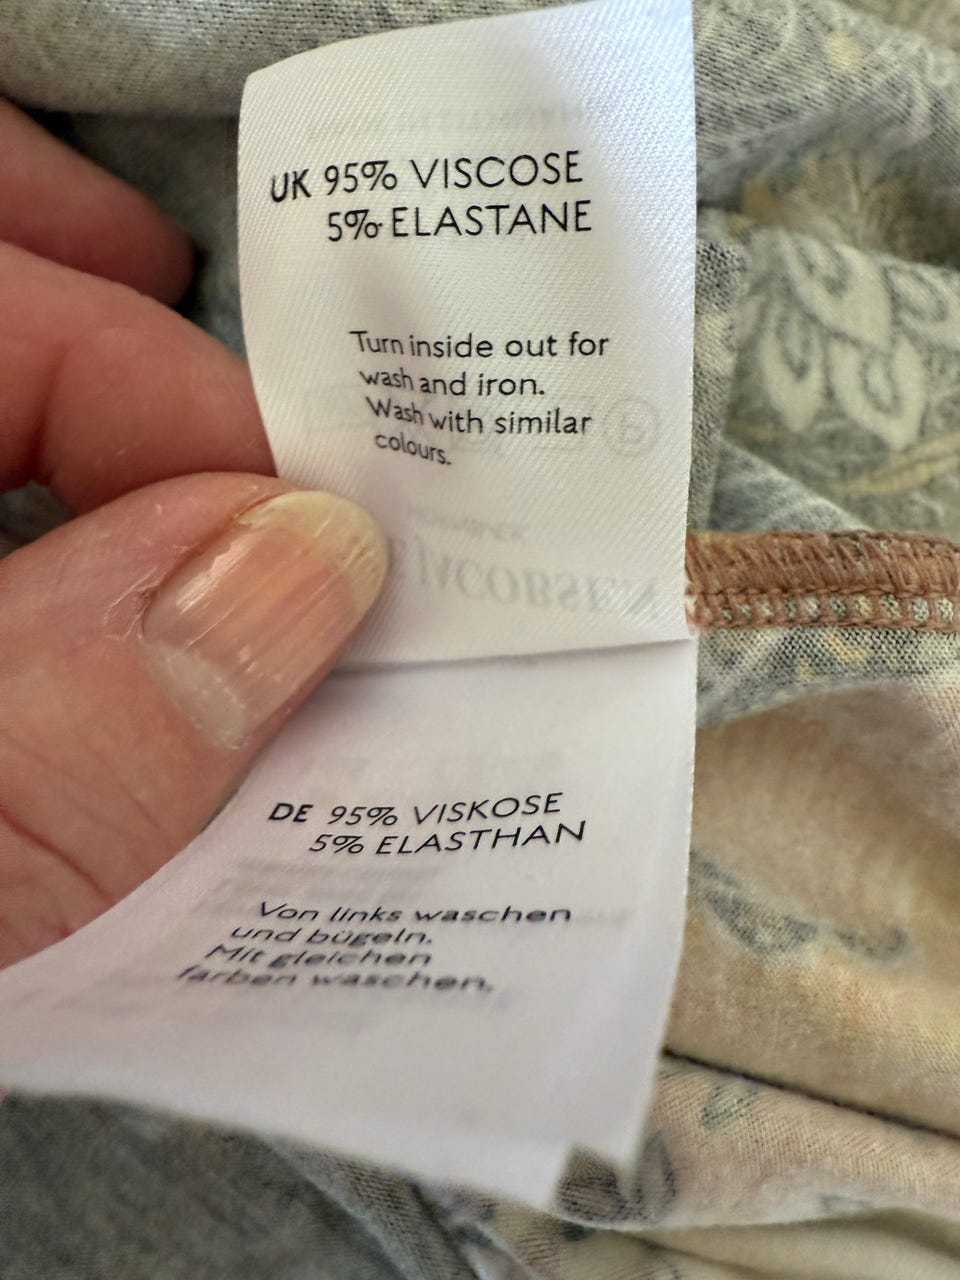 UK 95% VISCOSE
5% ELASTANE
Turn inside out for
wash and iron.
Wash with similar
colours.
DE 95% VISKOSE
5% ELASTHAN
Von links waschen
und bügeln.
Mit gleichen
farben waschen.